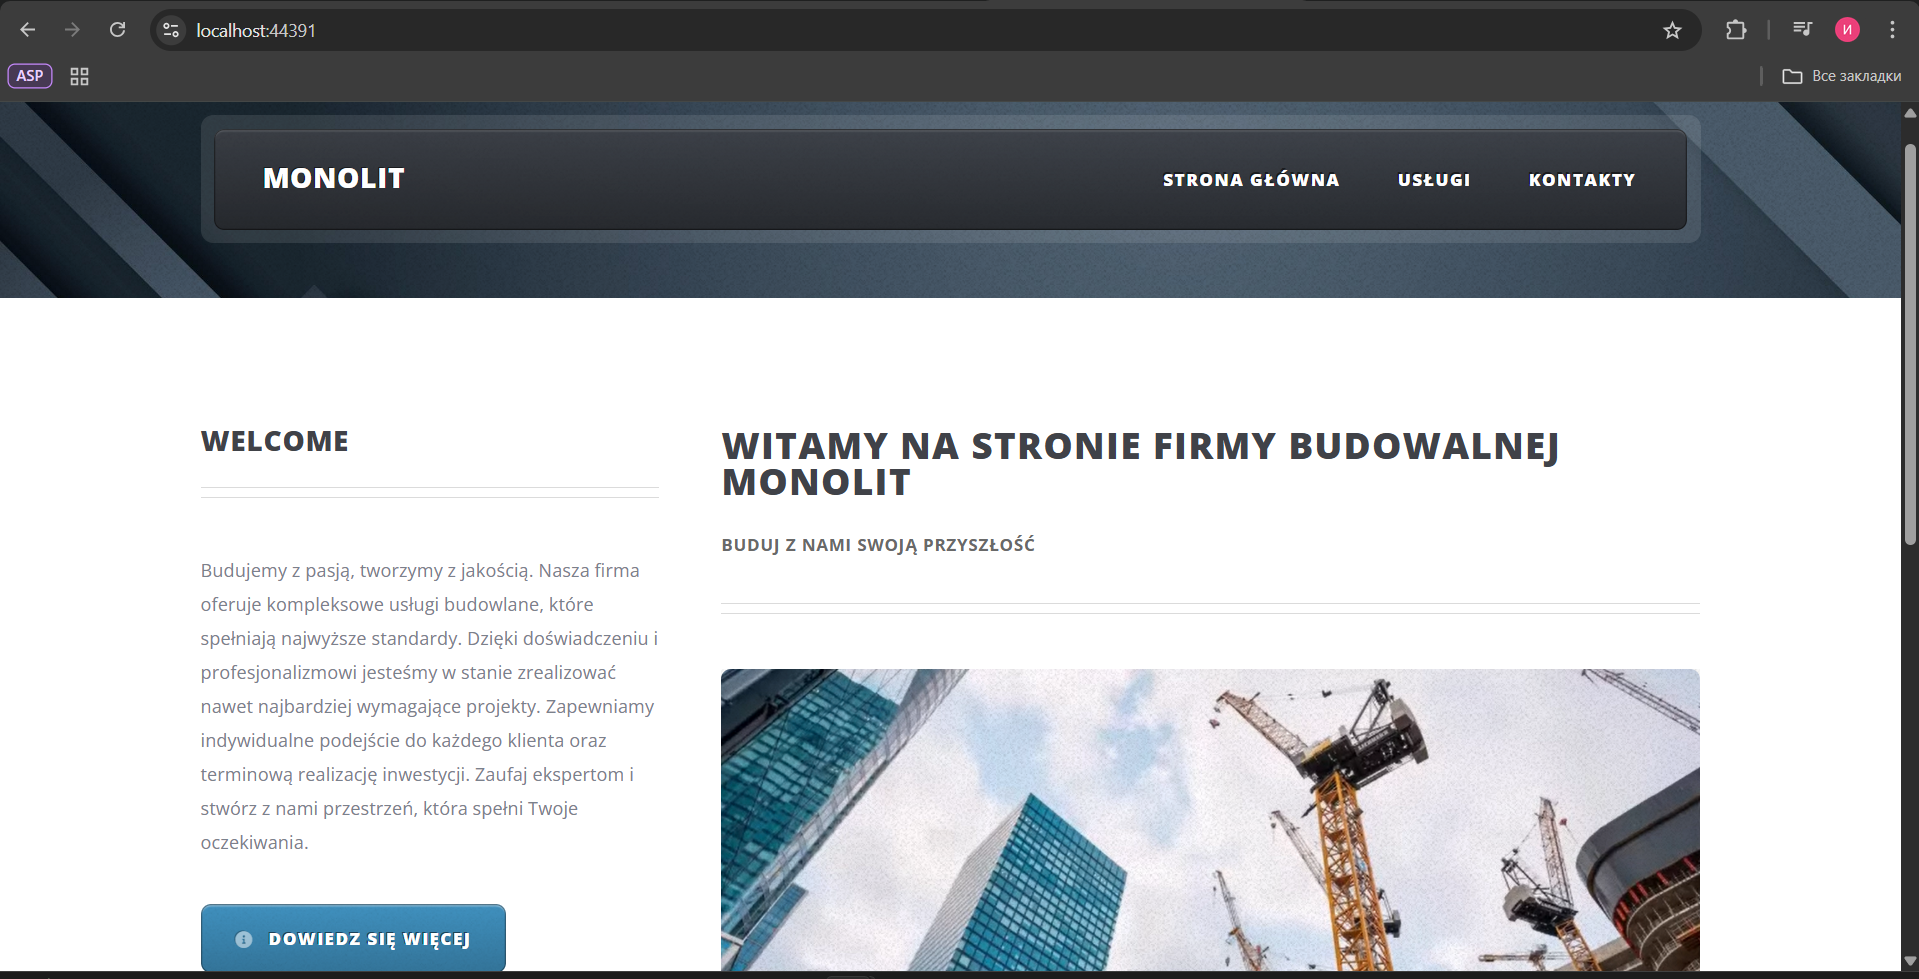 localhost:44391
И
ASP
Все закладки
MONOLIT
STRONA GŁÓWNA
USŁUGI
KONTAKTY
WELCOME
Budujemy z pasją, tworzymy z jakością. Nasza firma
oferuje kompleksowe usługi budowlane, które
spełniają najwyższe standardy. Dzięki doświadczeniu i
profesjonalizmowi jesteśmy w stanie zrealizować
nawet najbardziej wymagające projekty. Zapewniamy
indywidualne podejście do każdego klienta oraz
terminową realizację inwestycji. Zaufaj ekspertom i
stwórz z nami przestrzeń, która spełni Twoje
oczekiwania.
DOWIEDZ SIĘ WIĘCEJ
WITAMY NA STRONIE FIRMY BUDOWALNEJ
MONOLIT
BUDUJ Z NAMI SWOJĄ PRZYSZŁOŚĆ